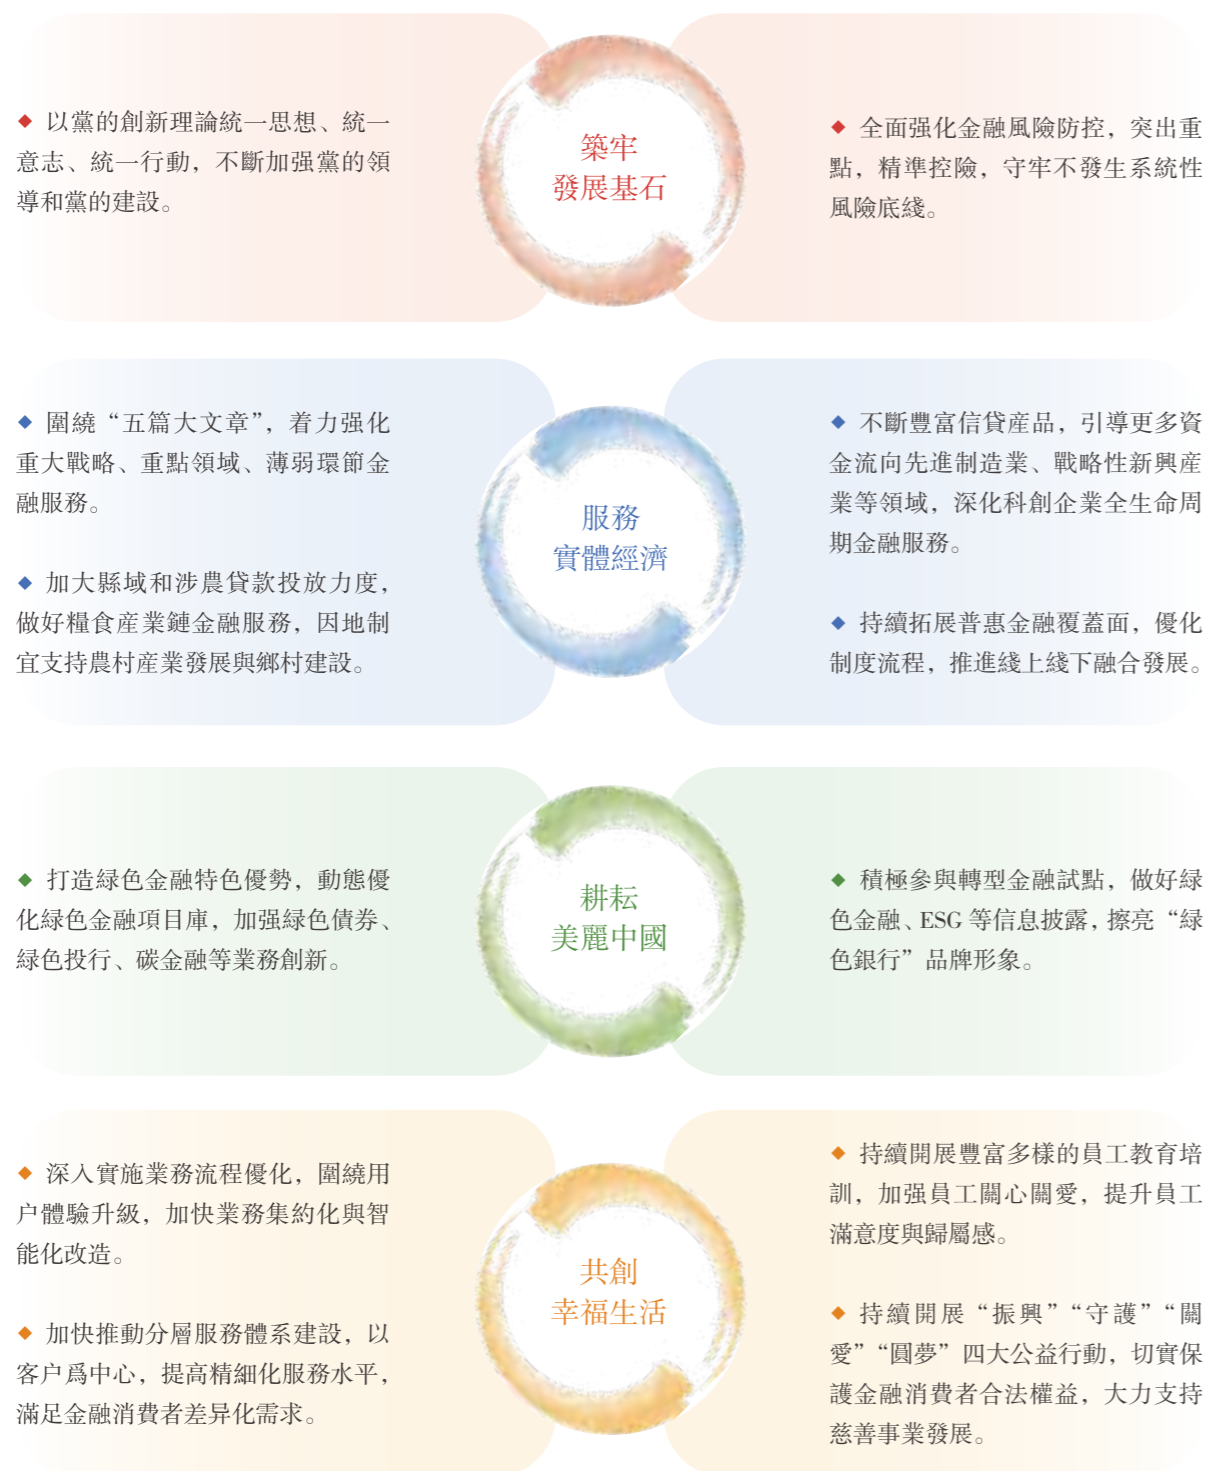 ◆ 以黨的創新理論統一思想、統一
意志、統一行動，不斷加强黨的領
導和黨的建設。
築牢
發展基石
◆ 全面强化金融風險防控，突出重
點，精準控險，守牢不發生系統性
風險底綫。
◆ 圍繞“五篇大文章”，着力强化
重大戰略、重點領域、薄弱環節金
融服務。
◆ 加大縣域和涉農貸款投放力度，
做好糧食産業鏈金融服務，因地制
宜支持農村産業發展與鄉村建設。
服務
實體經濟
◆ 不斷豐富信貸産品，引導更多資
金流向先進制造業、戰略性新興産
業等領域，深化科創企業全生命周
期金融服務。
◆ 持續拓展普惠金融覆蓋面，優化
制度流程，推進綫上綫下融合發展。
◆ 打造緑色金融特色優勢，動態優
化緑色金融項目庫，加强緑色債券、
緑色投行、碳金融等業務創新。
耕耘
美麗中國
◆ 積極參與轉型金融試點，做好緑
色金融、ESG 等信息披露，擦亮“緑
色銀行”品牌形象。
◆ 深入實施業務流程優化，圍繞用
户體驗升級，加快業務集約化與智
能化改造。
◆ 加快推動分層服務體系建設，以
客户爲中心，提高精細化服務水平，
滿足金融消費者差异化需求。
共創
幸福生活
◆ 持續開展豐富多樣的員工教育培
訓，加强員工關心關愛，提升員工
滿意度與歸屬感。
◆ 持續開展“振興”“守護”“關
愛”“圓夢”四大公益行動，切實保
護金融消費者合法權益，大力支持
慈善事業發展。